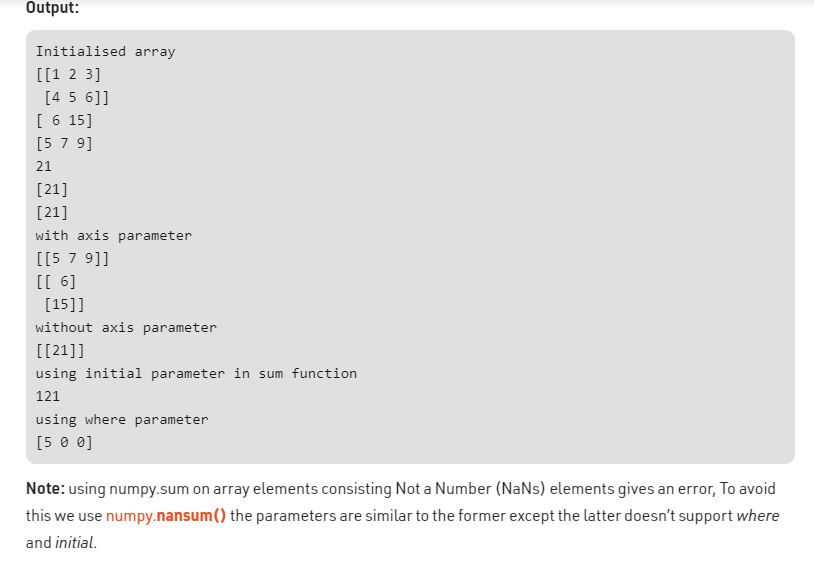 Output:
Initialised array
[[1 2 3]
 [4 5 6]]
[ 6 15]
[5 7 9]
21
[21]
[21]
with axis parameter
[[5 7 9]]
[[ 6]
 [15]]
without axis parameter
[[21]]
using initial parameter in sum function
121
using where parameter
[5 0 0]
Note: using numpy.sum on array elements consisting Not a Number (NaNs) elements gives an error, To avoid
this we use numpy.nansum() the parameters are similar to the former except the latter doesn't support where
and initial.